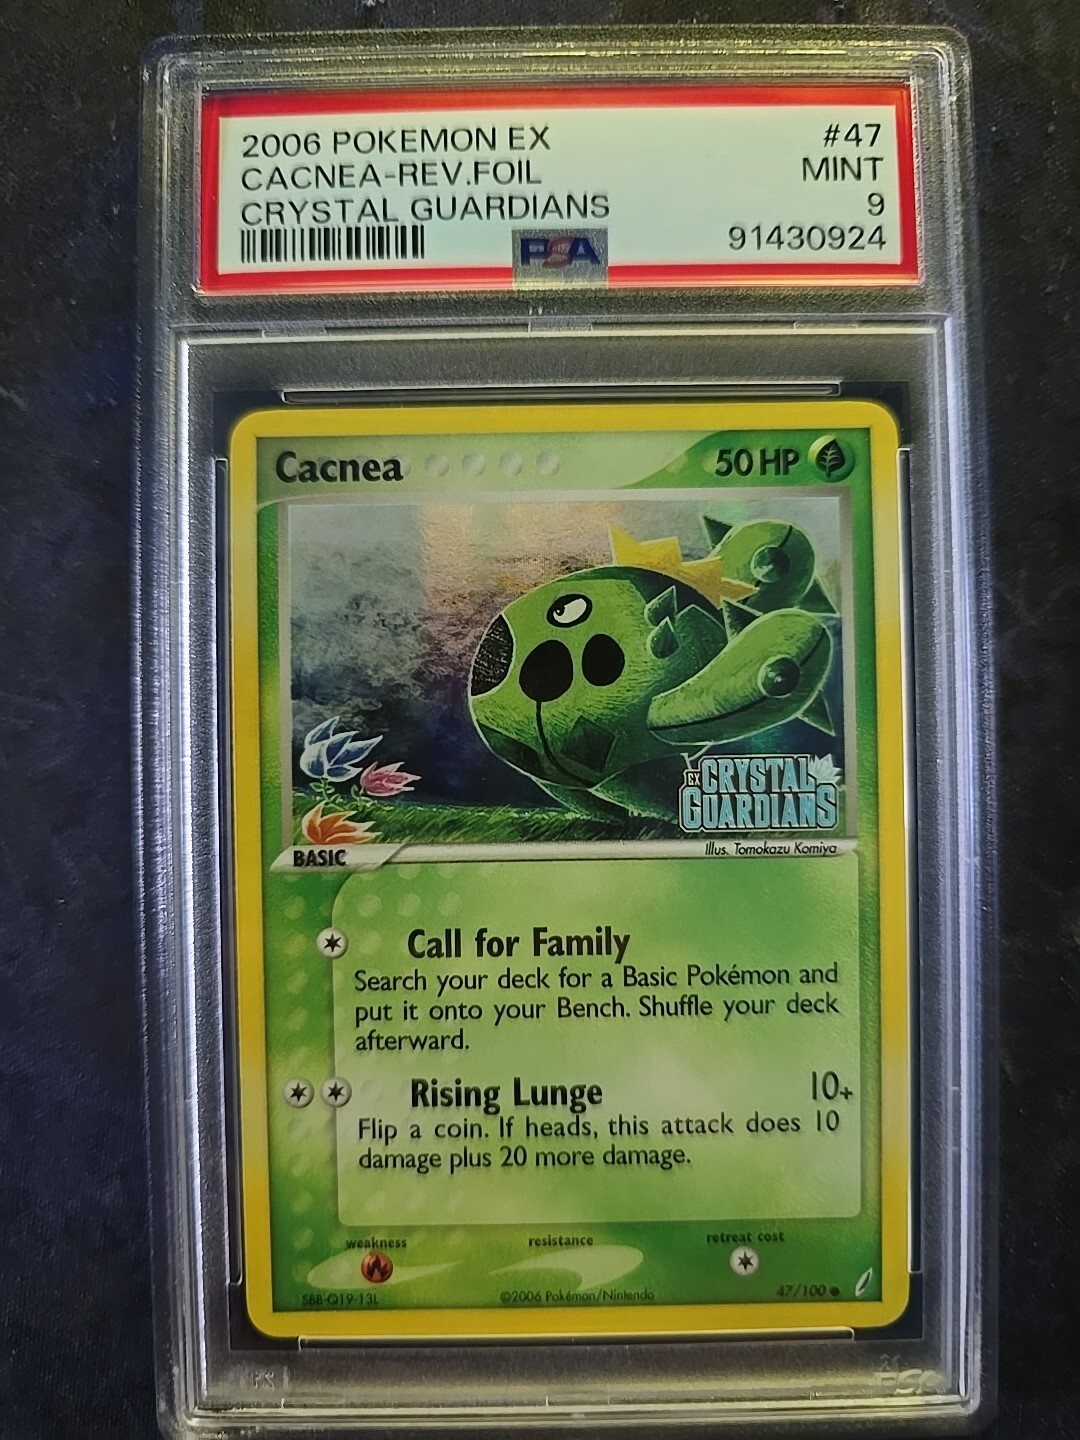 2006 POKEMON EX #47
CACNEA-REV.FOIL MINT
CRYSTAL GUARDIANS 9
91430924
PSA
Cacnea 50 HP
EX CRYSTAL
GUARDIANS
BASIC Illus. Tomokazu Komiya
Call for Family
Search your deck for a Basic Pokémon and
put it onto your Bench. Shuffle your deck
afterward.
Rising Lunge 10+
Flip a coin. If heads, this attack does 10
damage plus 20 more damage.
weakness resistance retreat cost
©2006 Pokémon/Nintendo 47/100